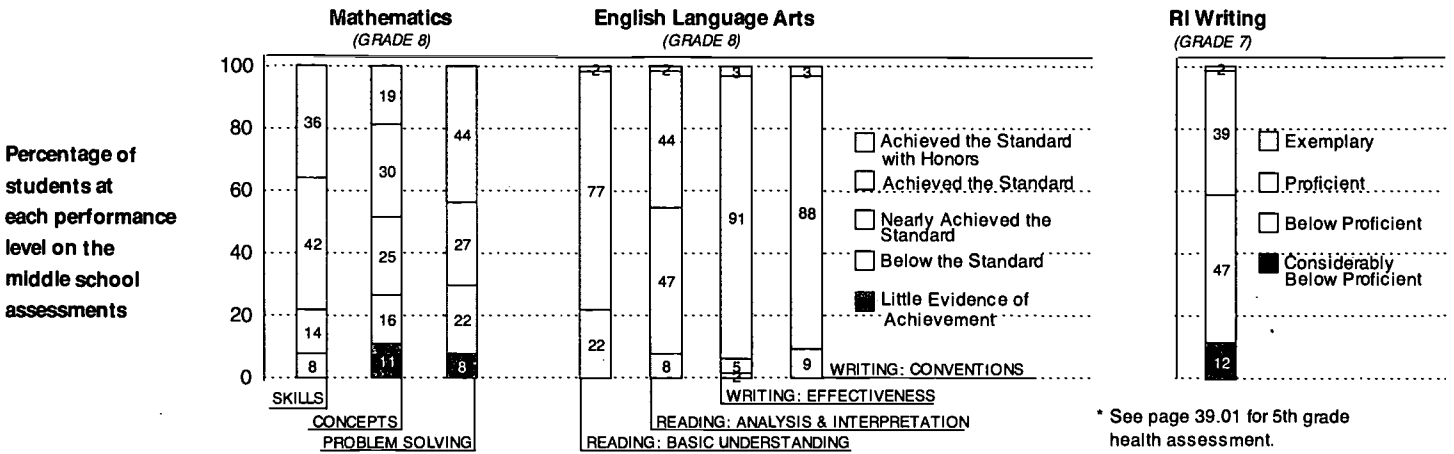 Mathematics
(GRADE 8)
English Language Arts
(GRADE 8)
RI Writing
(GRADE 7)
Percentage of
students at
each performance
level on the
middle school
assessments
100
80
60
40
20
0
36
42
14
8
19
30
25
16
11
44
27
22
8
2
77
22
2
44
47
8
3
91
5
2
3
88
9
Achieved the Standard
with Honors
Achieved the Standard
Nearly Achieved the
Standard
Below the Standard
Little Evidence of
Achievement
2
39
47
12
Exemplary
Proficient
Below Proficient
Considerably
Below Proficient
SKILLS
CONCEPTS
PROBLEM SOLVING
WRITING: CONVENTIONS
WRITING: EFFECTIVENESS
READING: ANALYSIS & INTERPRETATION
READING: BASIC UNDERSTANDING
* See page 39.01 for 5th grade
health assessment.